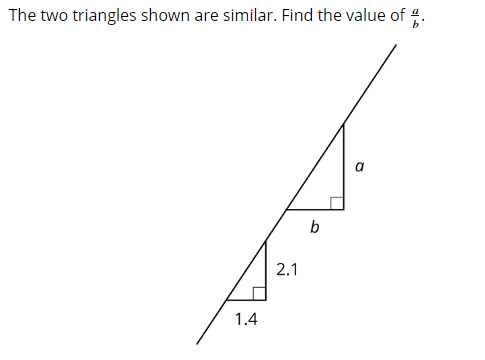 The two triangles shown are similar. Find the value of a/b.
a
b
2.1
1.4